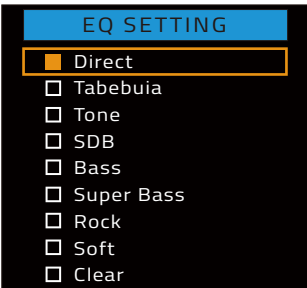 EQ SETTING
Direct
Tabebuia
Tone
SDB
Bass
Super Bass
Rock
Soft
Clear